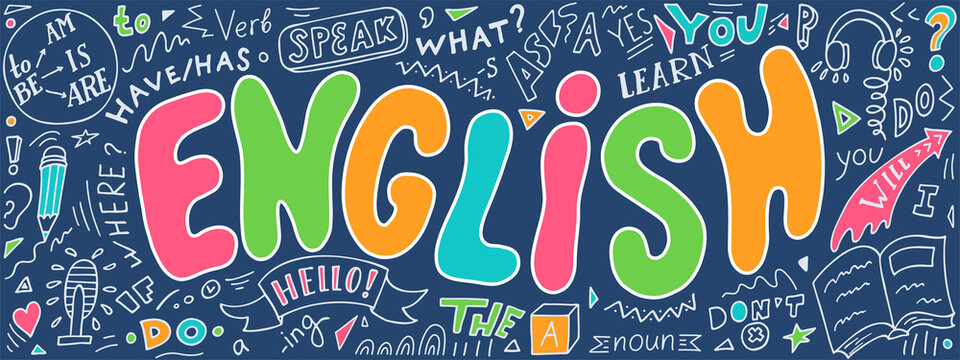 to
BE
AM
IS
ARE
to
Verb
HAVE/HAS
SPEAK
WHAT?
'S
AS
YES
YOU
LEARN
?
DO
ENGLiSH
!
WHERE?
you
WILL
I
HELLO!
IF
DO
a
ing
THE
A
noun
DON'T